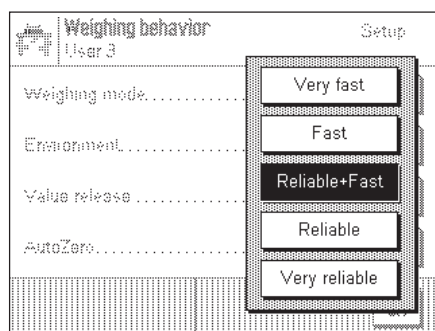 Weighing behavior
Setup
User 3
Weighing mode..............
Environment................
Value release..............
AutoZero...................
Very fast
Fast
Reliable+Fast
Reliable
Very reliable